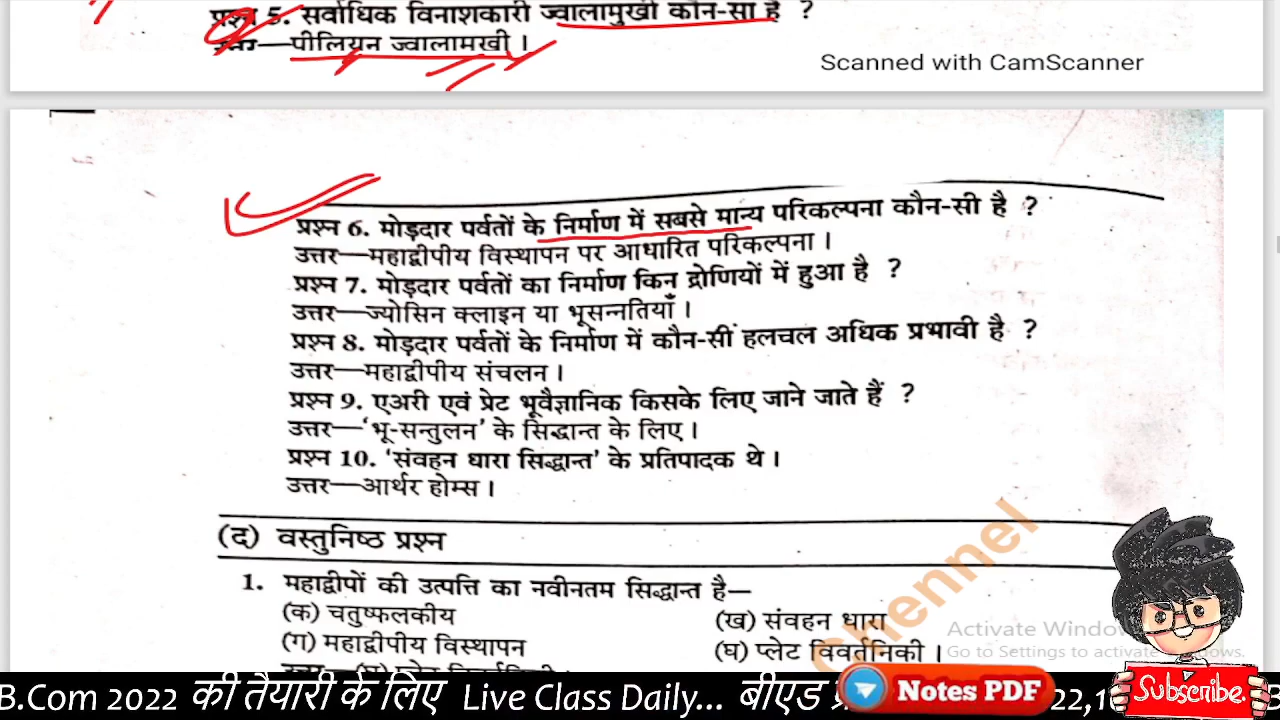 प्रश्न 5. सर्वाधिक विनाशकारी ज्वालामुखी कौन-सा है ?
उत्तर—पीलियन ज्वालामखी ।
Scanned with CamScanner
प्रश्न 6. मोड़दार पर्वतों के निर्माण में सबसे मान्य परिकल्पना कौन-सी है ?
उत्तर—महाद्वीपीय विस्थापन पर आधारित परिकल्पना ।
प्रश्न 7. मोड़दार पर्वतों का निर्माण किन द्रोणियों में हुआ है ?
उत्तर—ज्योसिन क्लाइन या भूसन्नतियाँ ।
प्रश्न 8. मोड़दार पर्वतों के निर्माण में कौन-सी हलचल अधिक प्रभावी है ?
उत्तर—महाद्वीपीय संचलन ।
प्रश्न 9. एअरी एवं प्रेट भूवैज्ञानिक किसके लिए जाने जाते हैं ?
उत्तर—‘भू-सन्तुलन’ के सिद्धान्त के लिए ।
प्रश्न 10. ‘संवहन धारा सिद्धान्त’ के प्रतिपादक थे ।
उत्तर—आर्थर होम्स ।
(द) वस्तुनिष्ठ प्रश्न
1. महाद्वीपों की उत्पत्ति का नवीनतम सिद्धान्त है—
(क) चतुष्फलकीय (ख) संवहन धारा
(ग) महाद्वीपीय विस्थापन (घ) प्लेट विवर्तनिकी ।
Chennel
Activate Window
Go to Settings to activate
B.Com 2022 की तैयारी के लिए Live Class Daily... बीएड
Notes PDF
Subscribe